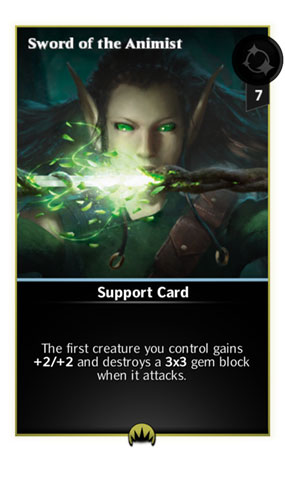 Sword of the Animist
7
Support Card
The first creature you control gains
+2/+2 and destroys a 3x3 gem block
when it attacks.